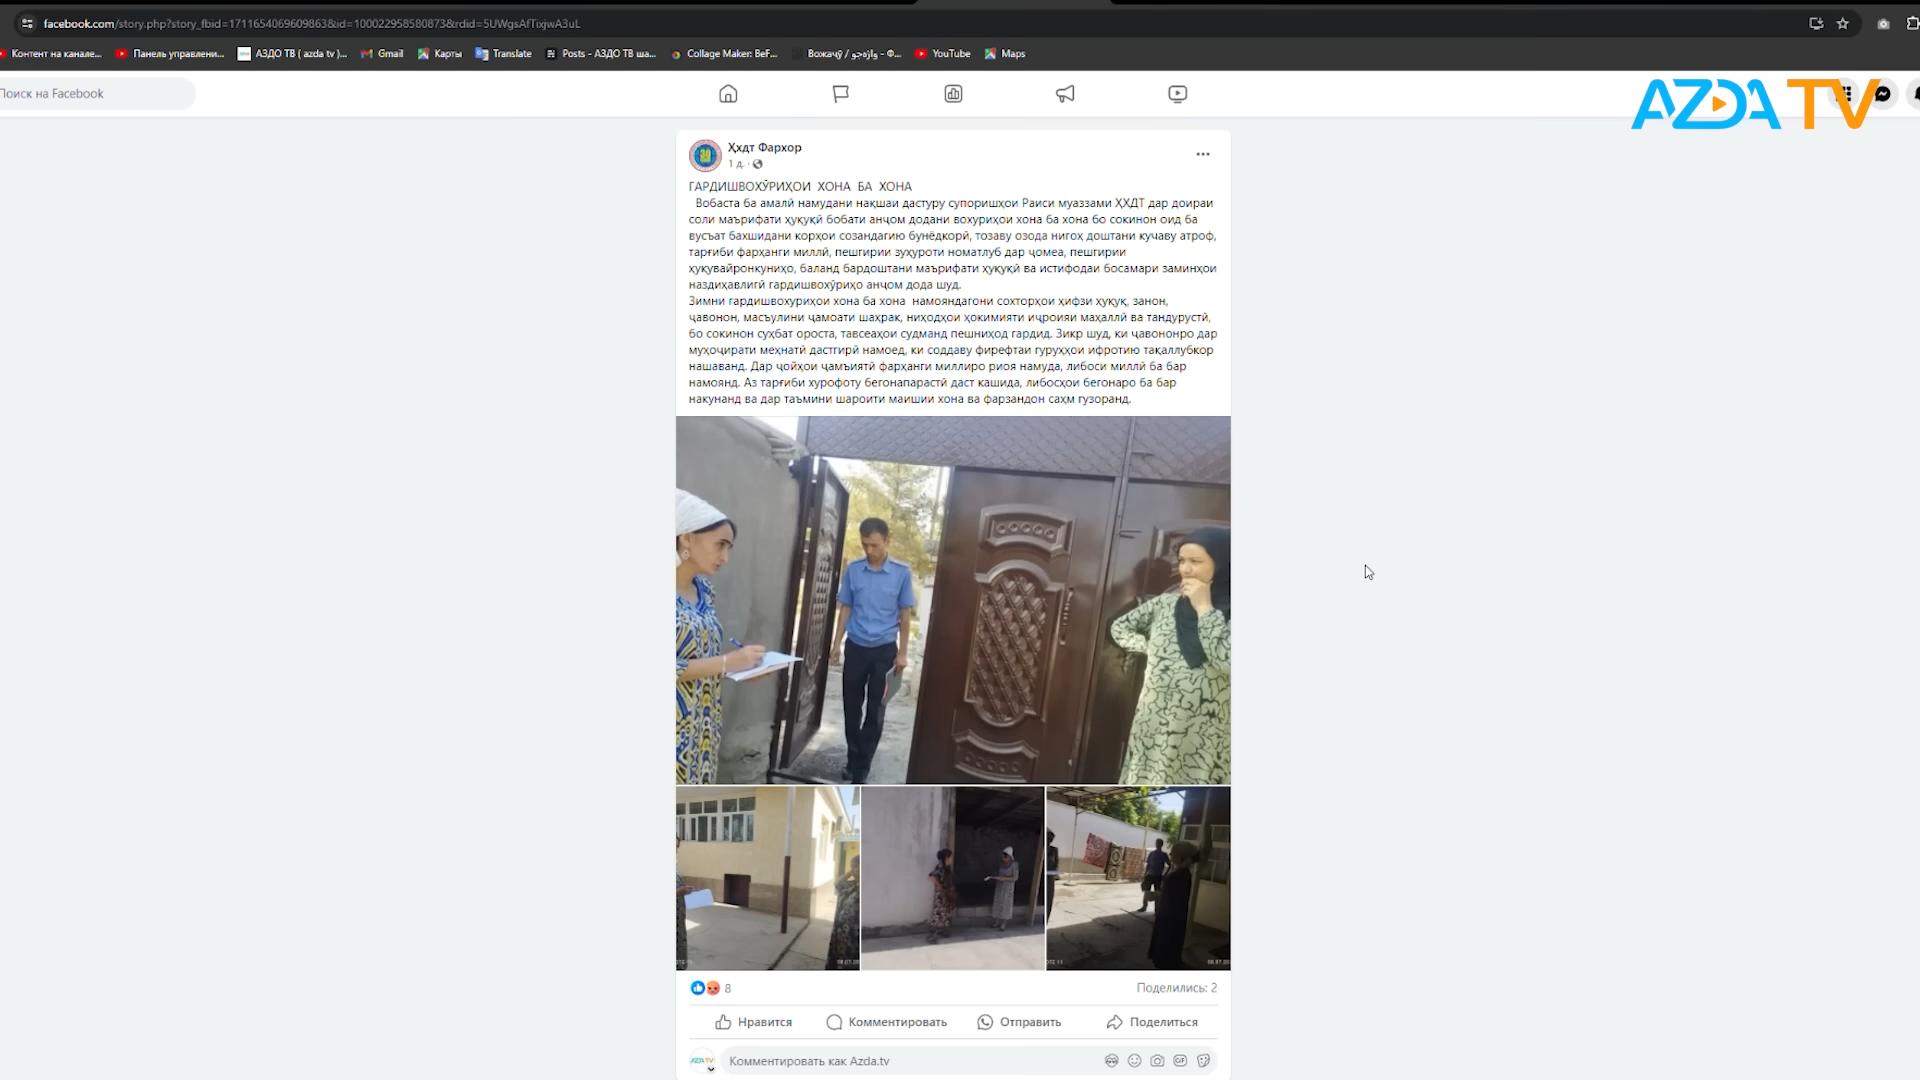 facebook.com/story.php?story_fbid=1711654069609863&id=100022958580873&rdid=5UWgsAfTixjwA3uL
Контент на канале...
Панель управлени...
АЗДО ТВ ( azda tv )...
Gmail
Карты
Translate
Posts - АЗДО ТВ ша...
Collage Maker: BeF...
Вожаҷӯ / واژه‌جو - Ф...
YouTube
Maps
Поиск на Facebook
AZDA TV
Ҳхдт Фархор
1 д. ·
ГАРДИШВОХӮРИҲОИ ХОНА БА ХОНА
Вобаста ба амалӣ намудани нақшаи дастуру супоришҳои Раиси муаззами ҲХДТ дар доираи
соли маърифати ҳуқуқӣ бобати анҷом додани вохуриҳои хона ба хона бо сокинон оид ба
вусъат бахшидани корҳои созандагию бунёдкорӣ, тозаву озода нигоҳ доштани кучаву атроф,
тарғиби фарҳанги миллӣ, пешгирии зуҳуроти номатлуб дар ҷомеа, пешгирии
ҳуқувайронкуниҳо, баланд бардоштани маърифати ҳуқуқӣ ва истифодаи босамари заминҳои
наздиҳавлигӣ гардишвохӯриҳо анҷом дода шуд.
Зимни гардишвохуриҳои хона ба хона намояндагони сохторҳои ҳифзи ҳуқуқ, занон,
ҷавонон, масъулини ҷамоати шаҳрак, ниҳодҳои ҳокимияти иҷроияи маҳаллӣ ва тандурустӣ,
бо сокинон суҳбат ороста, тавсеаҳои судманд пешниҳод гардид. Зикр шуд, ки ҷавононро дар
муҳоҷирати меҳнатӣ дастгирӣ намоед, ки соддаву фирефтаи гуруҳҳои ифротию тақаллубкор
нашаванд. Дар ҷойҳои ҷамъиятӣ фарҳанги миллиро риоя намуда, либоси миллӣ ба бар
намоянд. Аз тарғиби хурофоту бегонапарастӣ даст кашида, либосҳои бегонаро ба бар
накунанд ва дар таъмини шароити маишии хона ва фарзандон саҳм гузоранд.
8
Поделились: 2
Нравится
Комментировать
Отправить
Поделиться
AZDA TV
Комментировать как Azda.tv
GIF